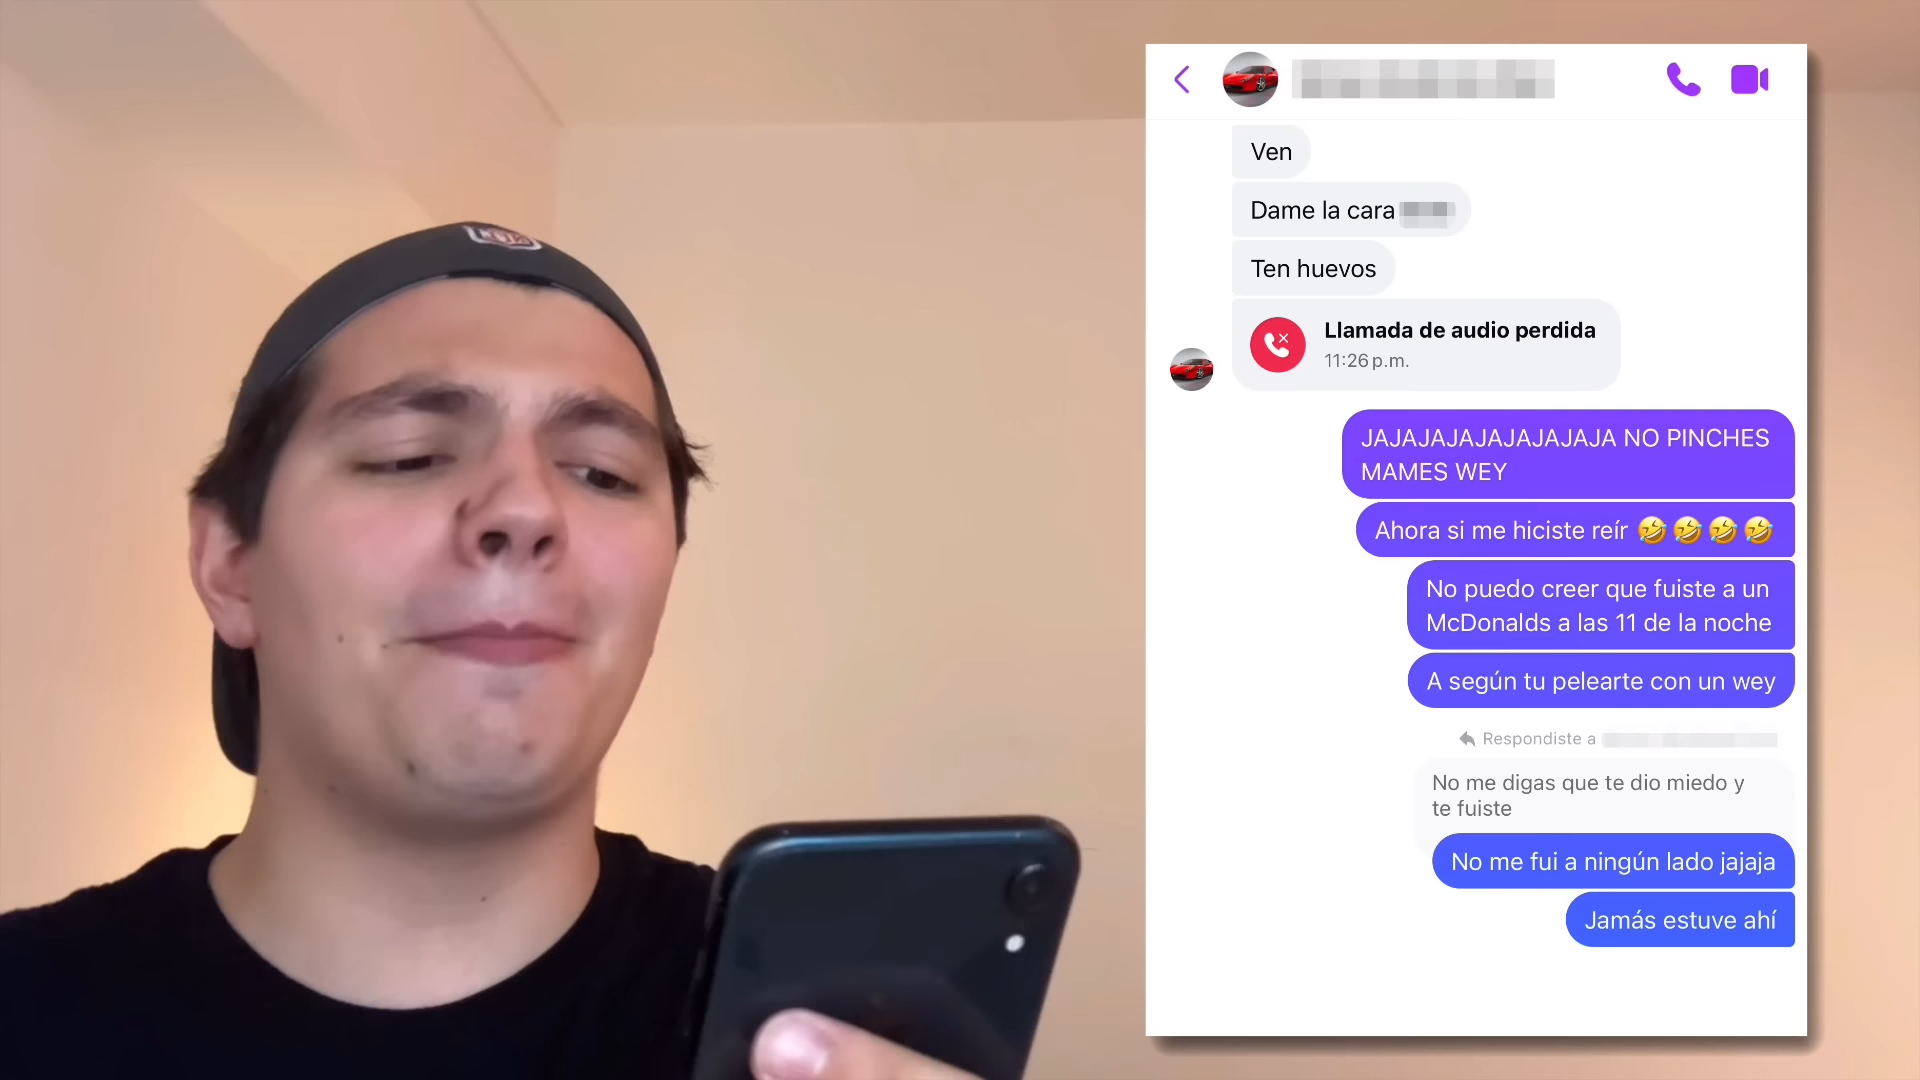 Ven
Dame la cara
Ten huevos
Llamada de audio perdida
11:26 p.m.
JAJAJAJAJAJAJAJAJA NO PINCHES
MAMES WEY
Ahora si me hiciste reír 🤣🤣🤣🤣
No puedo creer que fuiste a un
McDonalds a las 11 de la noche
A según tu pelearte con un wey
Respondiste a
No me digas que te dio miedo y
te fuiste
No me fui a ningún lado jajaja
Jamás estuve ahí